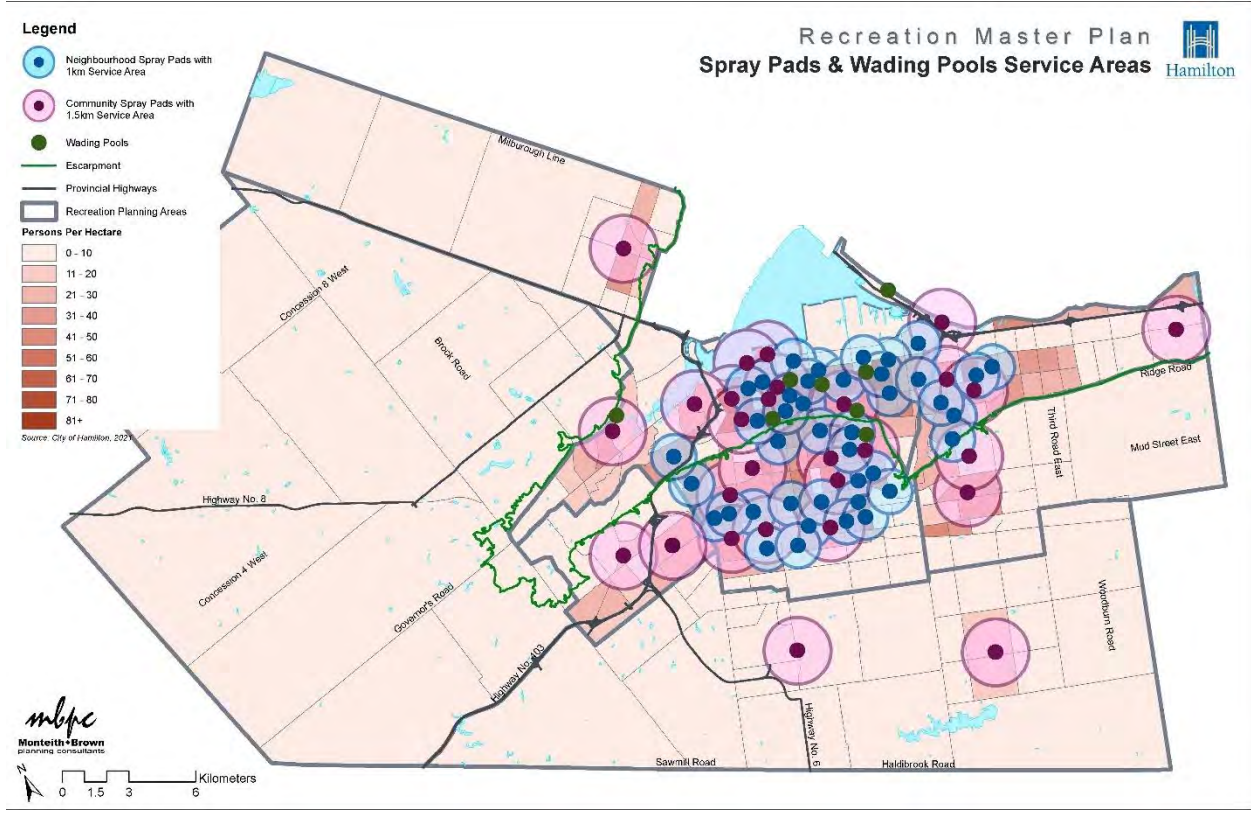 Legend
Neighbourhood Spray Pads with
1km Service Area
Community Spray Pads with
1.5km Service Area
Wading Pools
Escarpment
Provincial Highways
Recreation Planning Areas
Persons Per Hectare
0 - 10
11 - 20
21 - 30
31 - 40
41 - 50
51 - 60
61 - 70
71 - 80
81+
Source: City of Hamilton, 2021
Recreation Master Plan
Spray Pads & Wading Pools Service Areas
Hamilton
Milburough Line
Concession 8 West
Brock Road
Ridge Road
Third Road East
Mud Street East
Highway No. 8
Concession 4 West
Governor's Road
Highway No. 403
Woodburn Road
Highway No. 6
Sawmill Road
Haldibrook Road
mbpc
Monteith+Brown
planning consultants
N
Kilometers
0 1.5 3 6